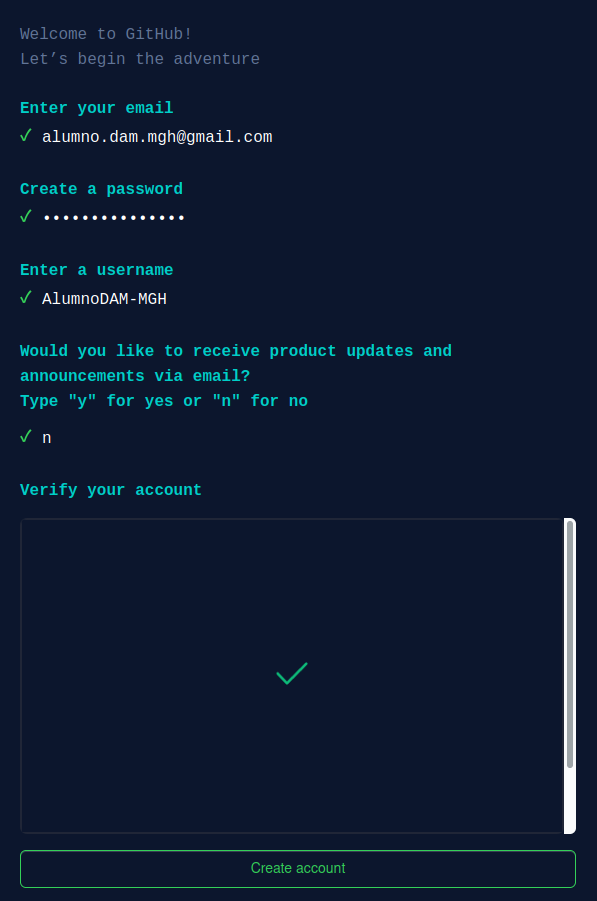 Welcome to GitHub!
Let’s begin the adventure
Enter your email
✓ alumno.dam.mgh@gmail.com
Create a password
✓ •••••••••••••••
Enter a username
✓ AlumnoDAM-MGH
Would you like to receive product updates and
announcements via email?
Type "y" for yes or "n" for no
✓ n
Verify your account
Create account